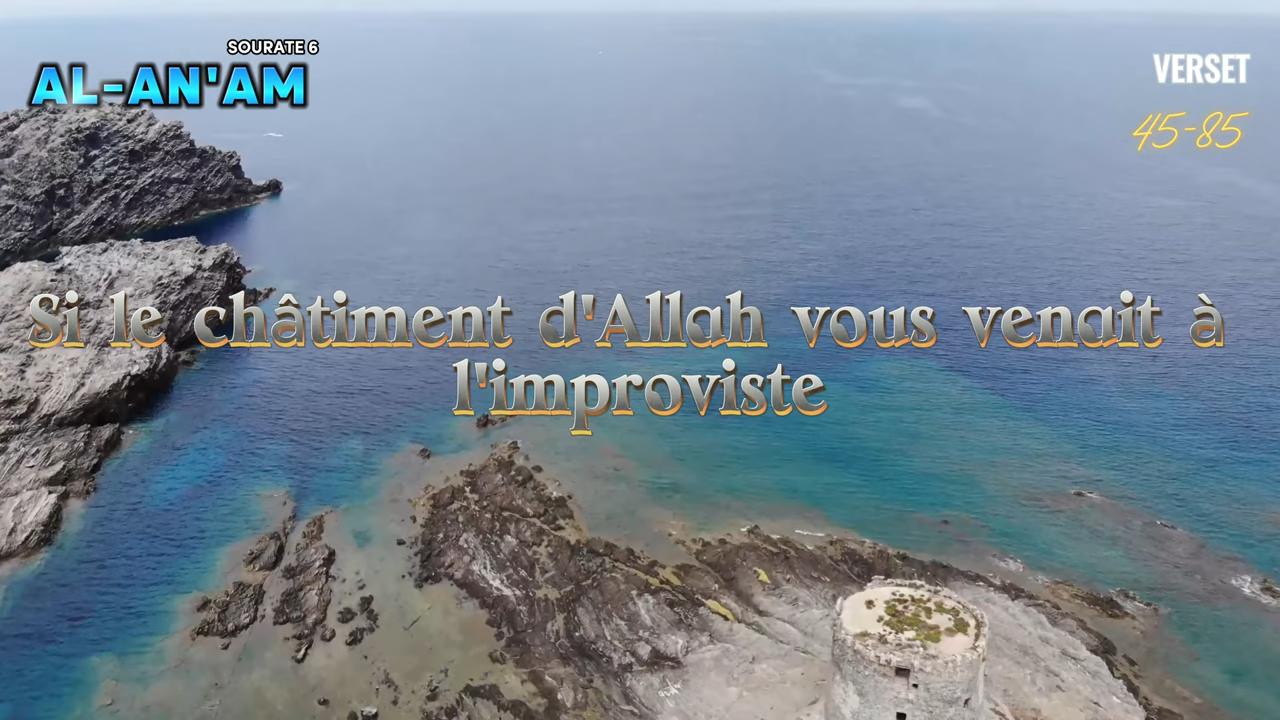 SOURATE 6
AL-AN'AM
VERSET
45-85
Si le châtiment d'Allah vous venait à
l'improviste